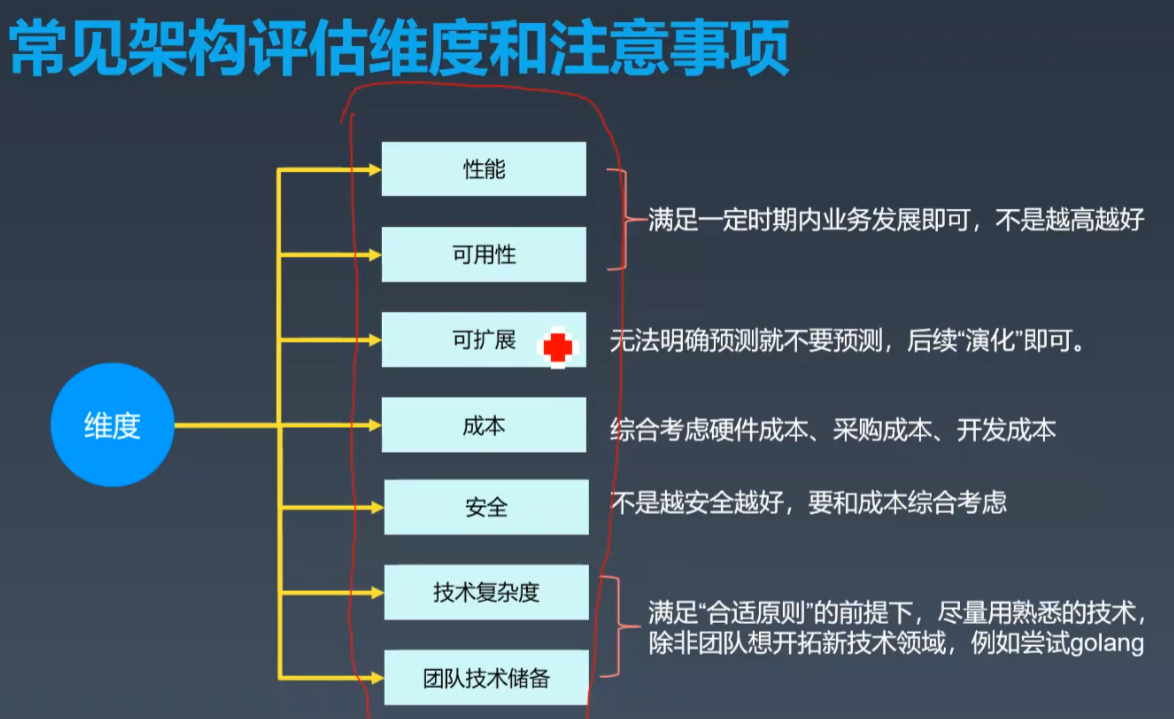 常见架构评估维度和注意事项
性能
可用性
满足一定时期内业务发展即可，不是越高越好
可扩展
无法明确预测就不要预测，后续“演化”即可。
维度
成本
综合考虑硬件成本、采购成本、开发成本
安全
不是越安全越好，要和成本综合考虑
技术复杂度
团队技术储备
满足“合适原则”的前提下，尽量用熟悉的技术，
除非团队想开拓新技术领域，例如尝试golang